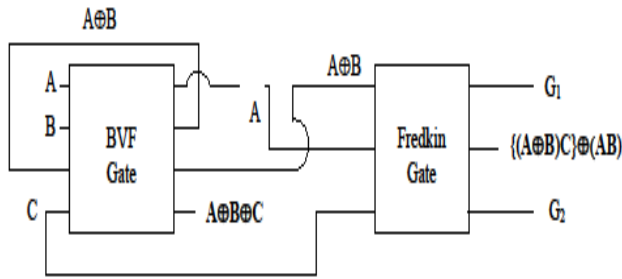 A⊕B
A
B
BVF
Gate
C
A⊕B⊕C
A
A⊕B
Fredkin
Gate
G₁
{(A⊕B)C}⊕(AB)
G₂